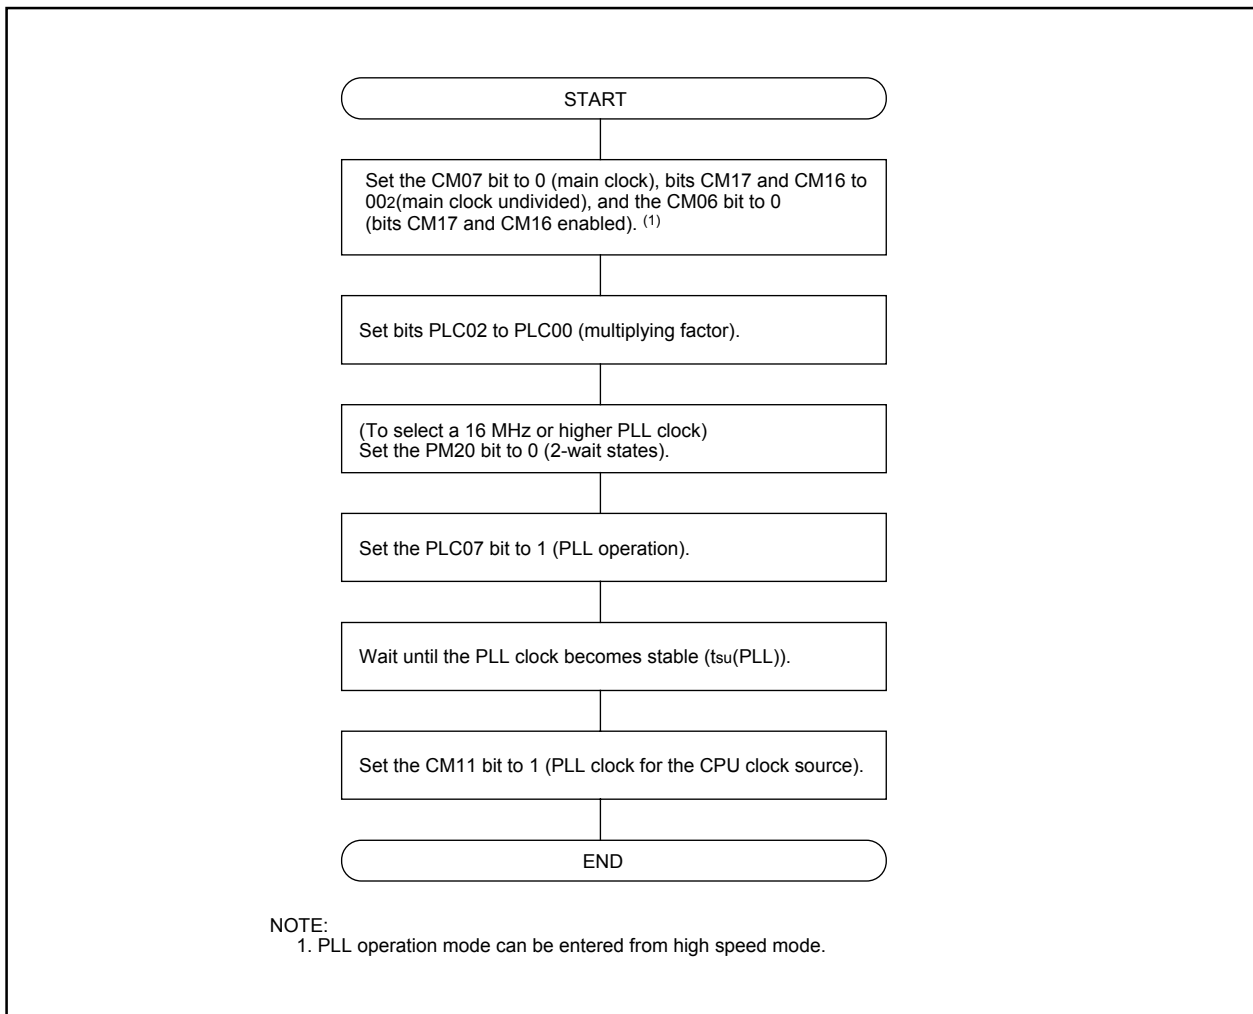 START
Set the CM07 bit to 0 (main clock), bits CM17 and CM16 to
002(main clock undivided), and the CM06 bit to 0
(bits CM17 and CM16 enabled). (1)
Set bits PLC02 to PLC00 (multiplying factor).
(To select a 16 MHz or higher PLL clock)
Set the PM20 bit to 0 (2-wait states).
Set the PLC07 bit to 1 (PLL operation).
Wait until the PLL clock becomes stable (tsu(PLL)).
Set the CM11 bit to 1 (PLL clock for the CPU clock source).
END
NOTE:
1. PLL operation mode can be entered from high speed mode.